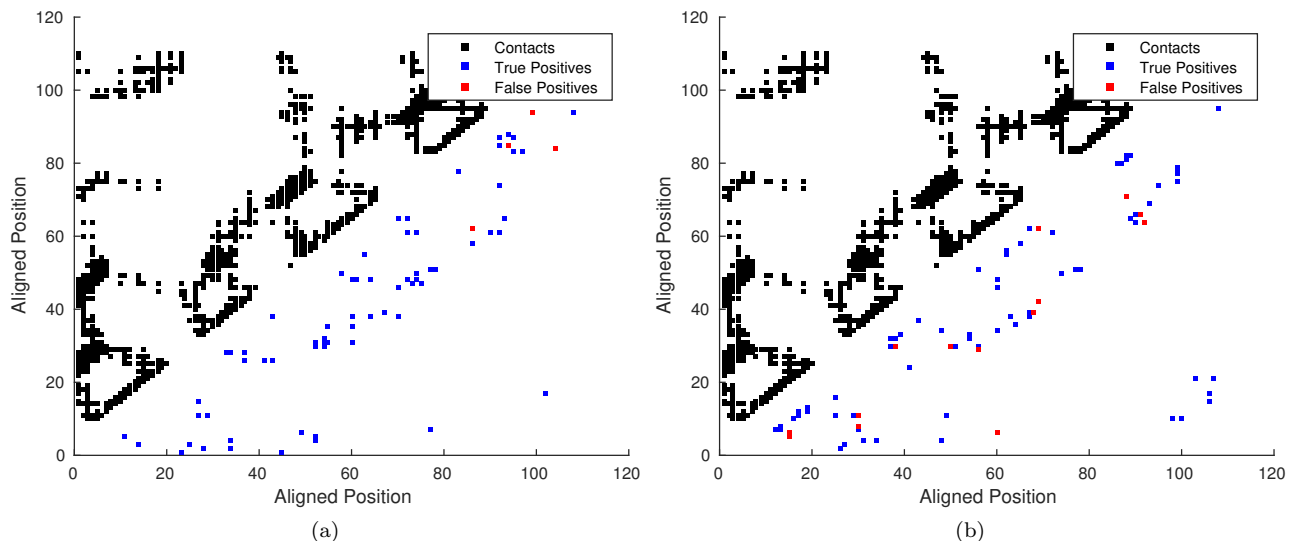 120
100
80
60
40
20
0
Aligned Position
0 20 40 60 80 100 120
Aligned Position
Contacts
True Positives
False Positives
(a)
120
100
80
60
40
20
0
Aligned Position
0 20 40 60 80 100 120
Aligned Position
Contacts
True Positives
False Positives
(b)